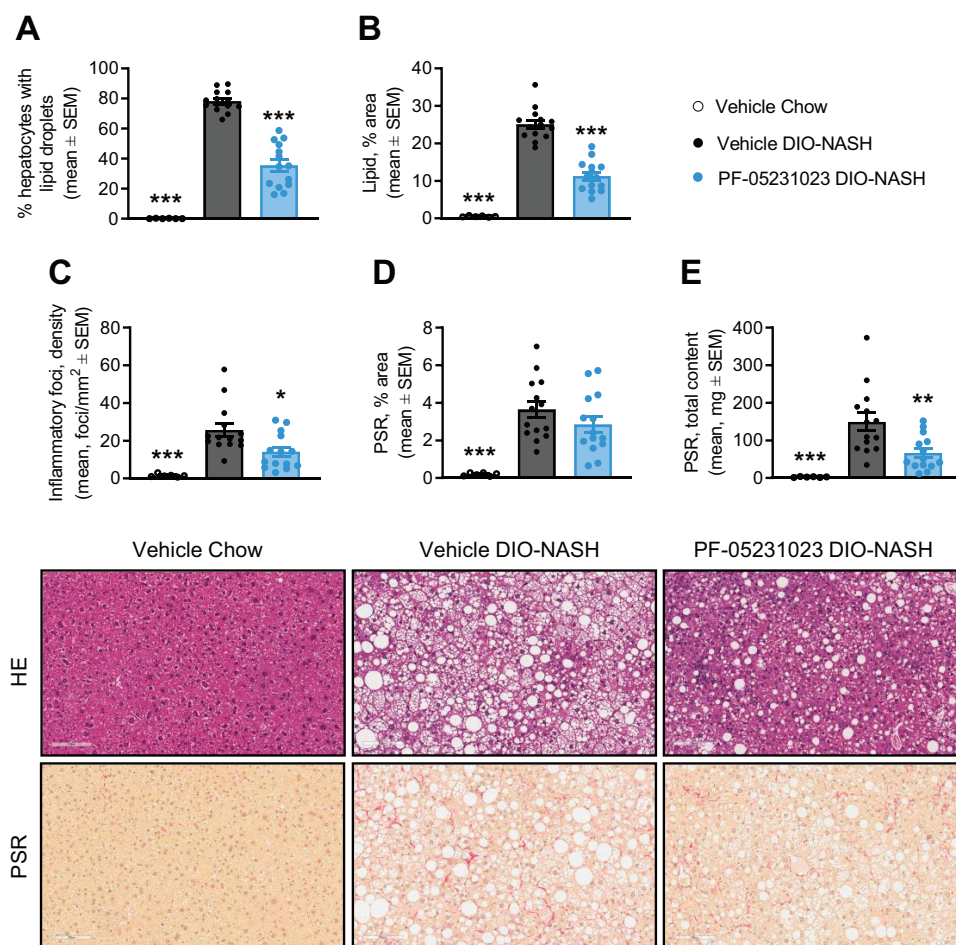 A
% hepatocytes with
lipid droplets
(mean ± SEM)
100
80
60
40
20
0
***
***
B
Lipid, % area
(mean ± SEM)
40
30
20
10
0
***
***
Vehicle Chow
Vehicle DIO-NASH
PF-05231023 DIO-NASH
C
Inflammatory foci, density
(mean, foci/mm² ± SEM)
80
60
40
20
0
***
*
D
PSR, % area
(mean ± SEM)
8
6
4
2
0
***
E
PSR, total content
(mean, mg ± SEM)
400
300
200
100
0
***
**
Vehicle Chow
Vehicle DIO-NASH
PF-05231023 DIO-NASH
HE
PSR